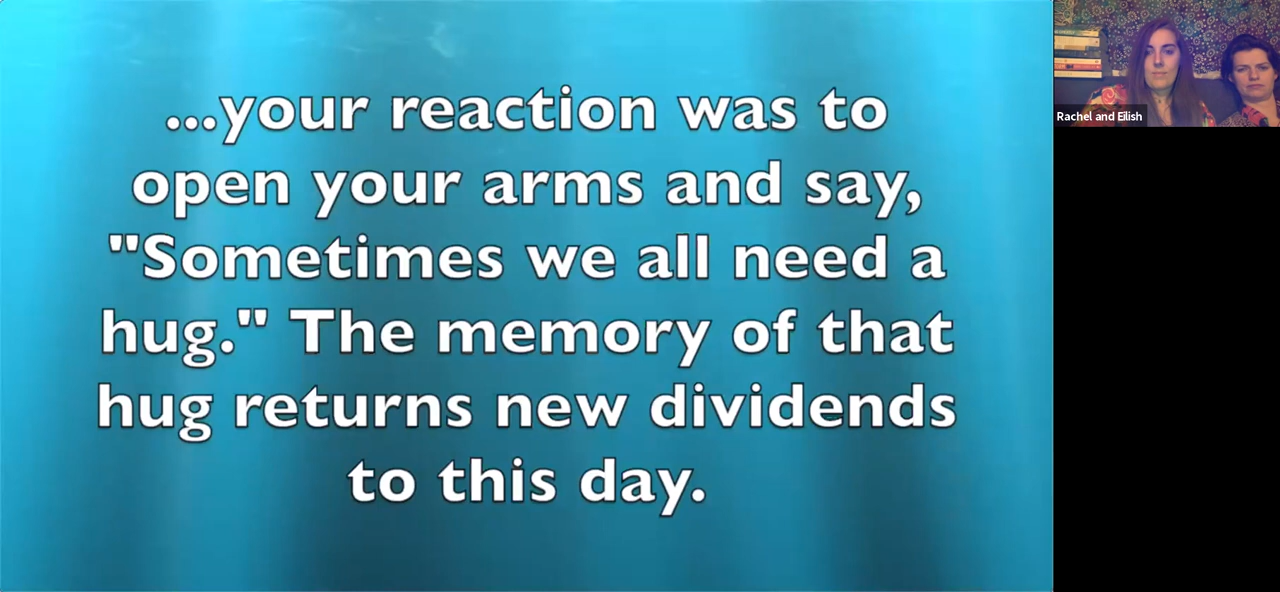 ...your reaction was to
open your arms and say,
"Sometimes we all need a
hug." The memory of that
hug returns new dividends
to this day.
Rachel and Eilish